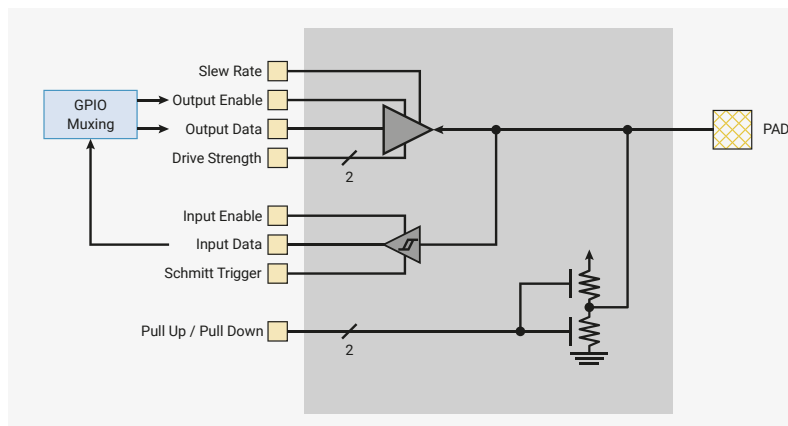 Slew Rate
GPIO
Muxing
Output Enable
Output Data
PAD
Drive Strength
2
Input Enable
Input Data
Schmitt Trigger
Pull Up / Pull Down
2